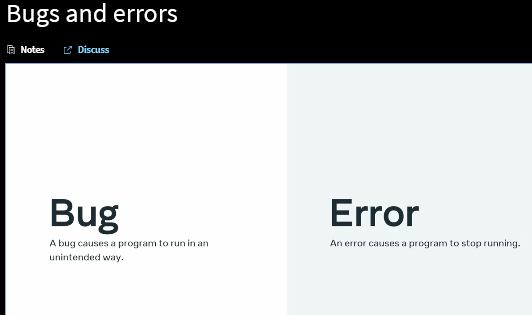 Bugs and errors
Notes
Discuss
Bug
A bug causes a program to run in an
unintended way.
Error
An error causes a program to stop running.